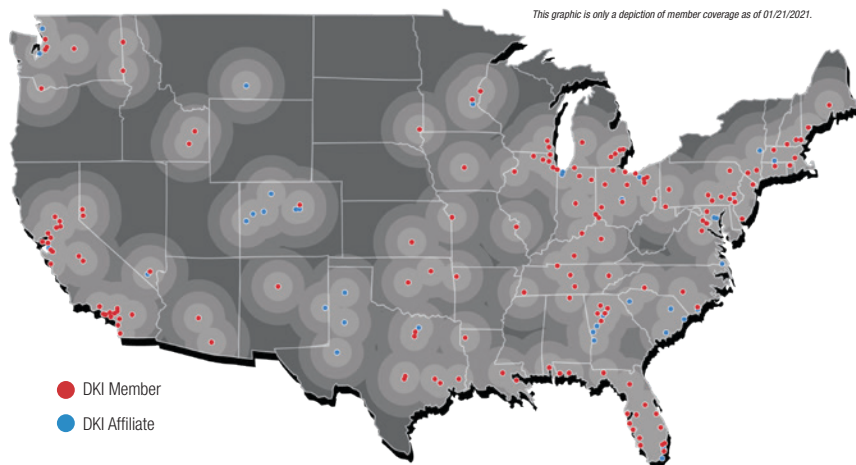 This graphic is only a depiction of member coverage as of 01/21/2021.
DKI Member
DKI Affiliate